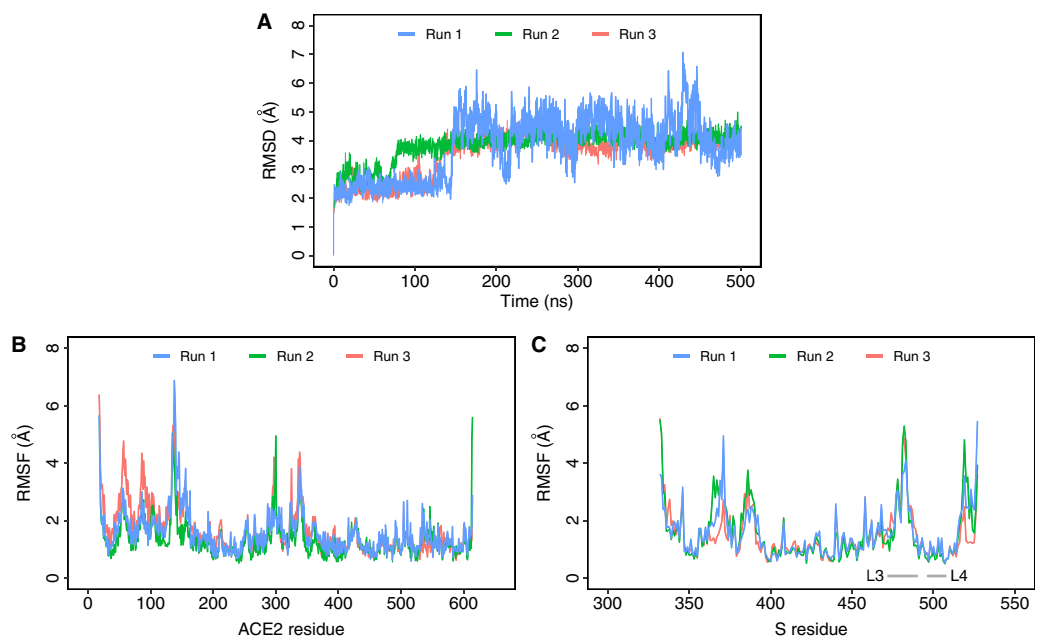 A
Run 1 Run 2 Run 3
RMSD (Å)
0 1 2 3 4 5 6 7 8
0 100 200 300 400 500
Time (ns)
B
Run 1 Run 2 Run 3
RMSF (Å)
0 2 4 6 8
0 100 200 300 400 500 600
ACE2 residue
C
Run 1 Run 2 Run 3
RMSF (Å)
0 2 4 6 8
L3 L4
300 350 400 450 500 550
S residue